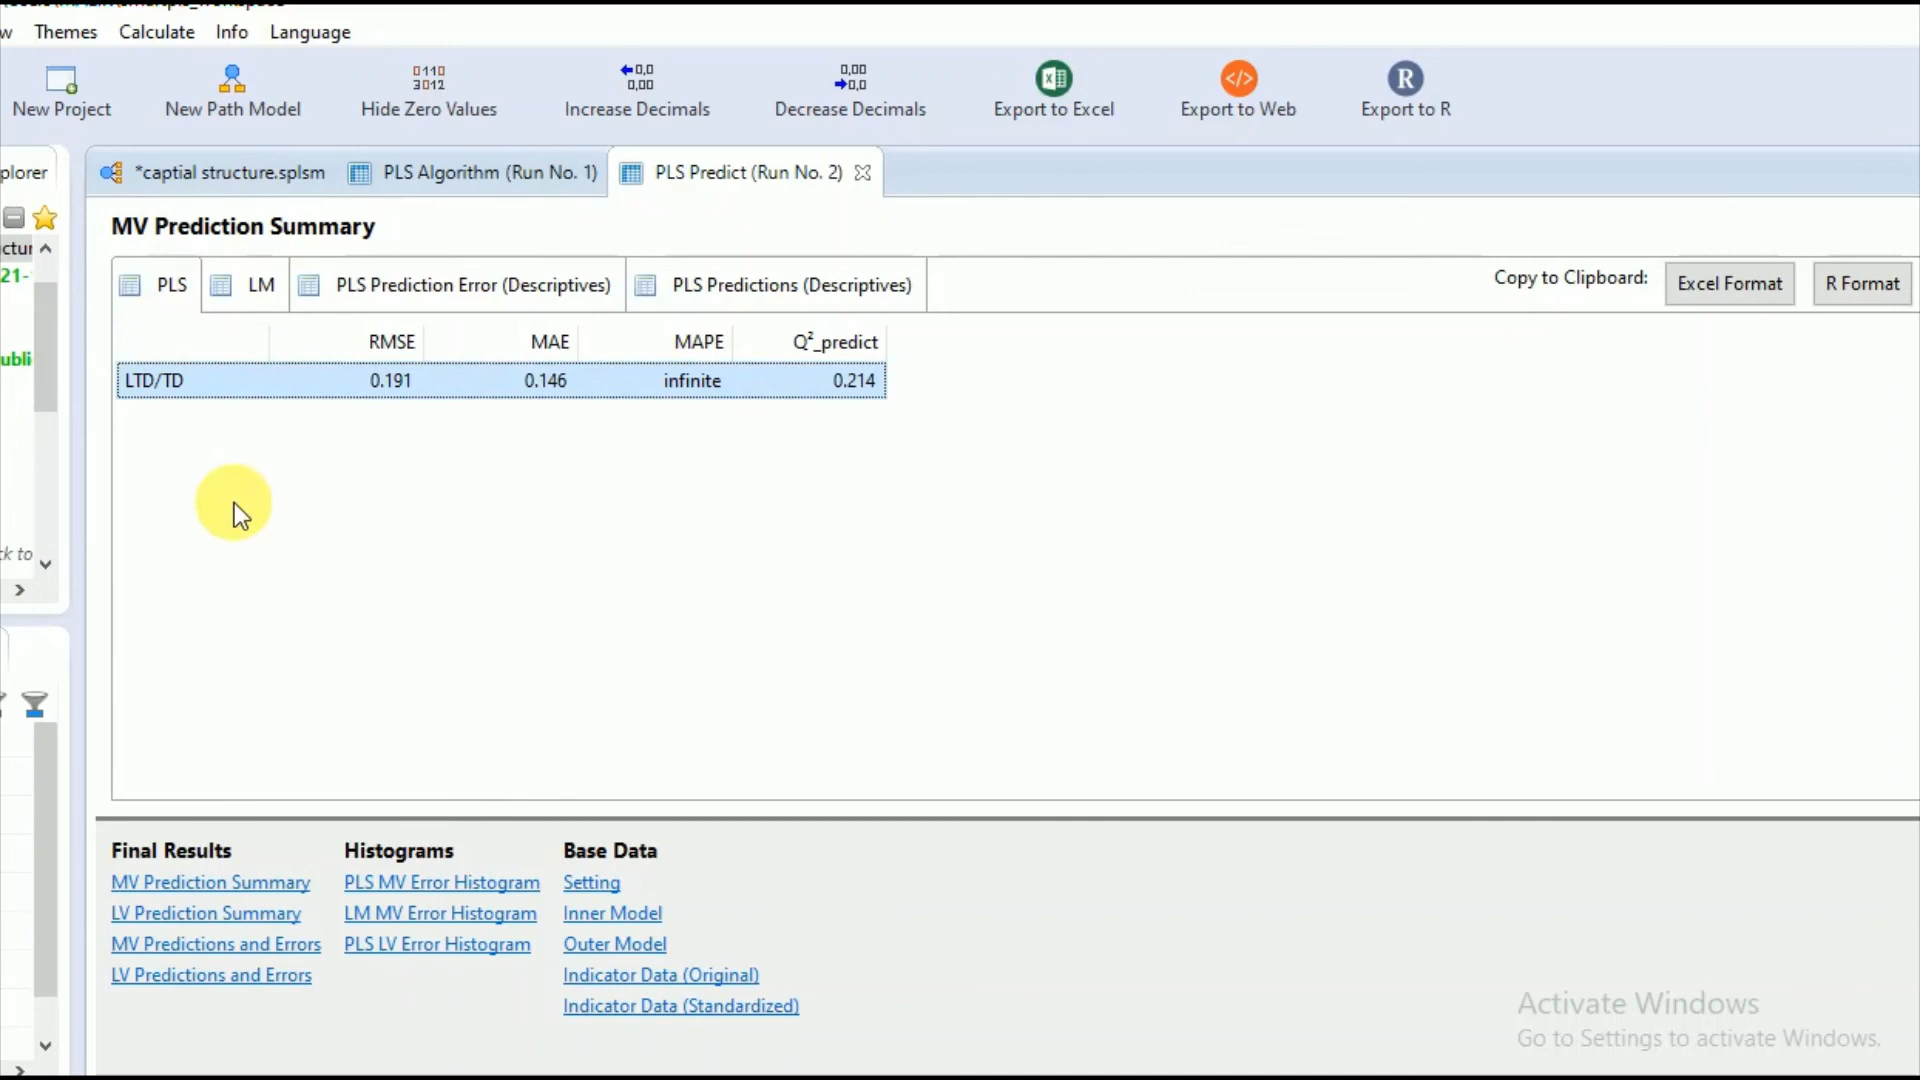 w Themes Calculate Info Language
New Project New Path Model Hide Zero Values Increase Decimals Decrease Decimals Export to Excel Export to Web Export to R
plorer *captial structure.splsm PLS Algorithm (Run No. 1) PLS Predict (Run No. 2)
MV Prediction Summary
PLS LM PLS Prediction Error (Descriptives) PLS Predictions (Descriptives) Copy to Clipboard: Excel Format R Format
RMSE MAE MAPE Q²_predict
LTD/TD 0.191 0.146 infinite 0.214
ctur
21-
ubli
ck to
Final Results Histograms Base Data
MV Prediction Summary PLS MV Error Histogram Setting
LV Prediction Summary LM MV Error Histogram Inner Model
MV Predictions and Errors PLS LV Error Histogram Outer Model
LV Predictions and Errors Indicator Data (Original)
Indicator Data (Standardized)
Activate Windows
Go to Settings to activate Windows.